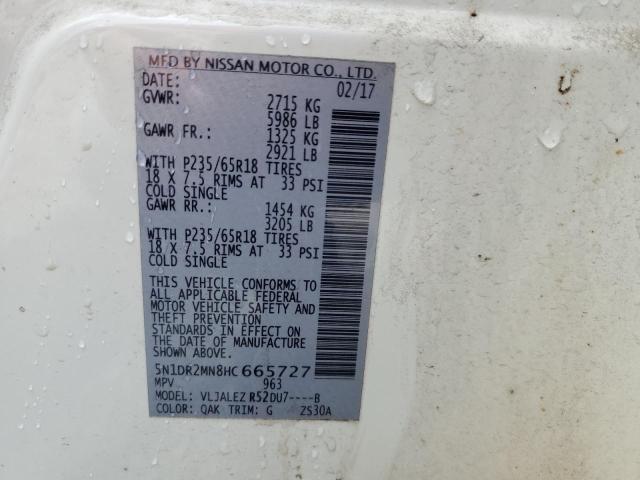 MFD BY NISSAN MOTOR CO., LTD.
DATE: 02/17
GVWR: 2715 KG
5986 LB
GAWR FR.: 1325 KG
2921 LB
WITH P235/65R18 TIRES
18 X 7.5 RIMS AT 33 PSI
COLD SINGLE
GAWR RR.: 1454 KG
3205 LB
WITH P235/65R18 TIRES
18 X 7.5 RIMS AT 33 PSI
COLD SINGLE
THIS VEHICLE CONFORMS TO
ALL APPLICABLE FEDERAL
MOTOR VEHICLE SAFETY AND
THEFT PREVENTION
STANDARDS IN EFFECT ON
THE DATE OF MANUFACTURE
SHOWN ABOVE.
5N1DR2MN8HC665727
MPV 963
MODEL: VLJALEZ R52DU7----B
COLOR: QAK TRIM: G ZS30A